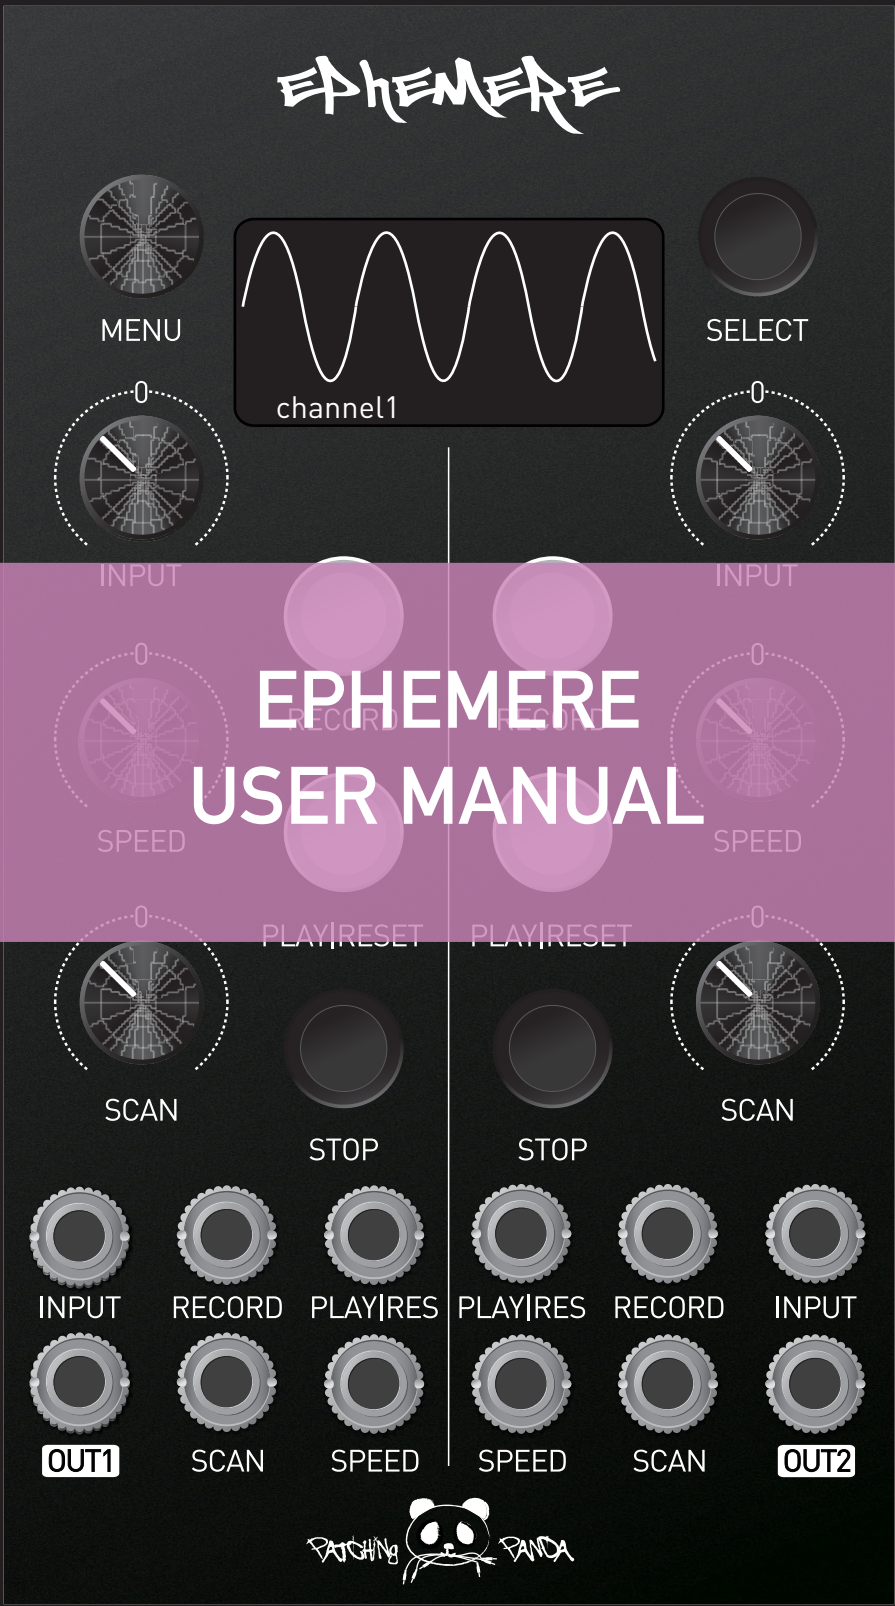 EPHEMERE
MENU
SELECT
channel1
0 0
INPUT INPUT
0 0
EPHEMERE
RECORD RECORD
USER MANUAL
SPEED SPEED
0 0
PLAY|RESET PLAY|RESET
SCAN SCAN
STOP STOP
INPUT RECORD PLAY|RES PLAY|RES RECORD INPUT
OUT1 SCAN SPEED SPEED SCAN OUT2
PATCHING PANDA